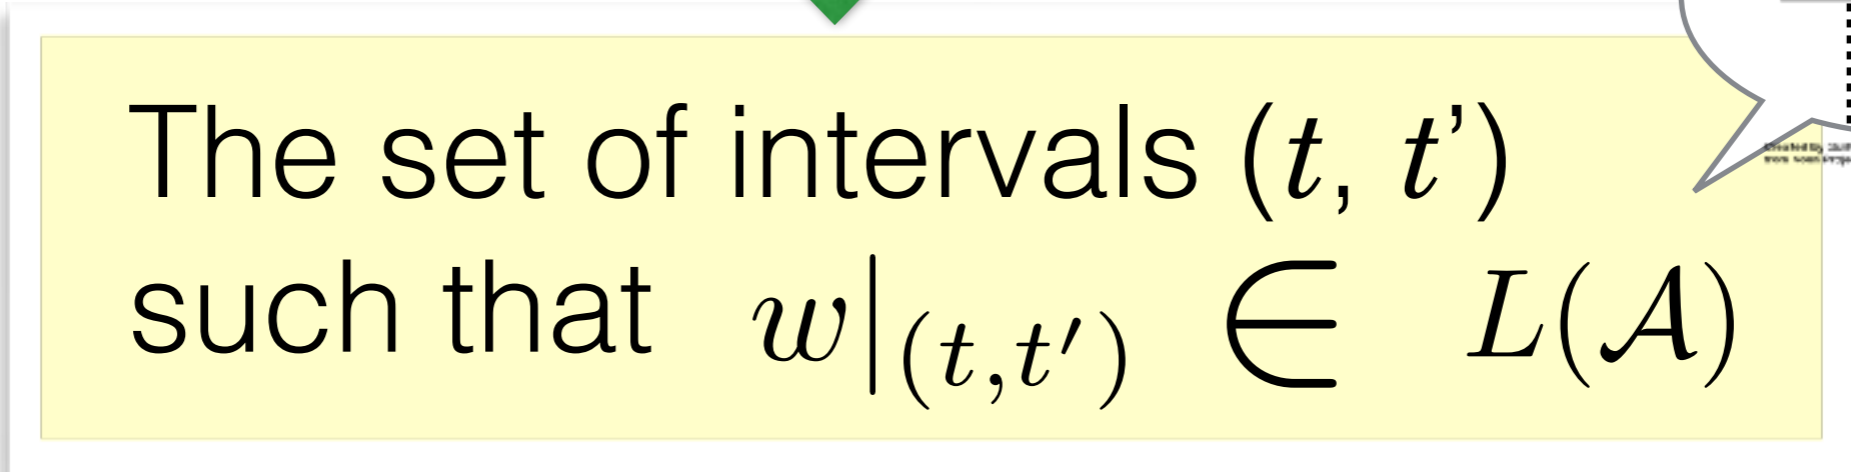 The set of intervals (t, t’)
such that w|(t,t′) ∈ L(𝒜)